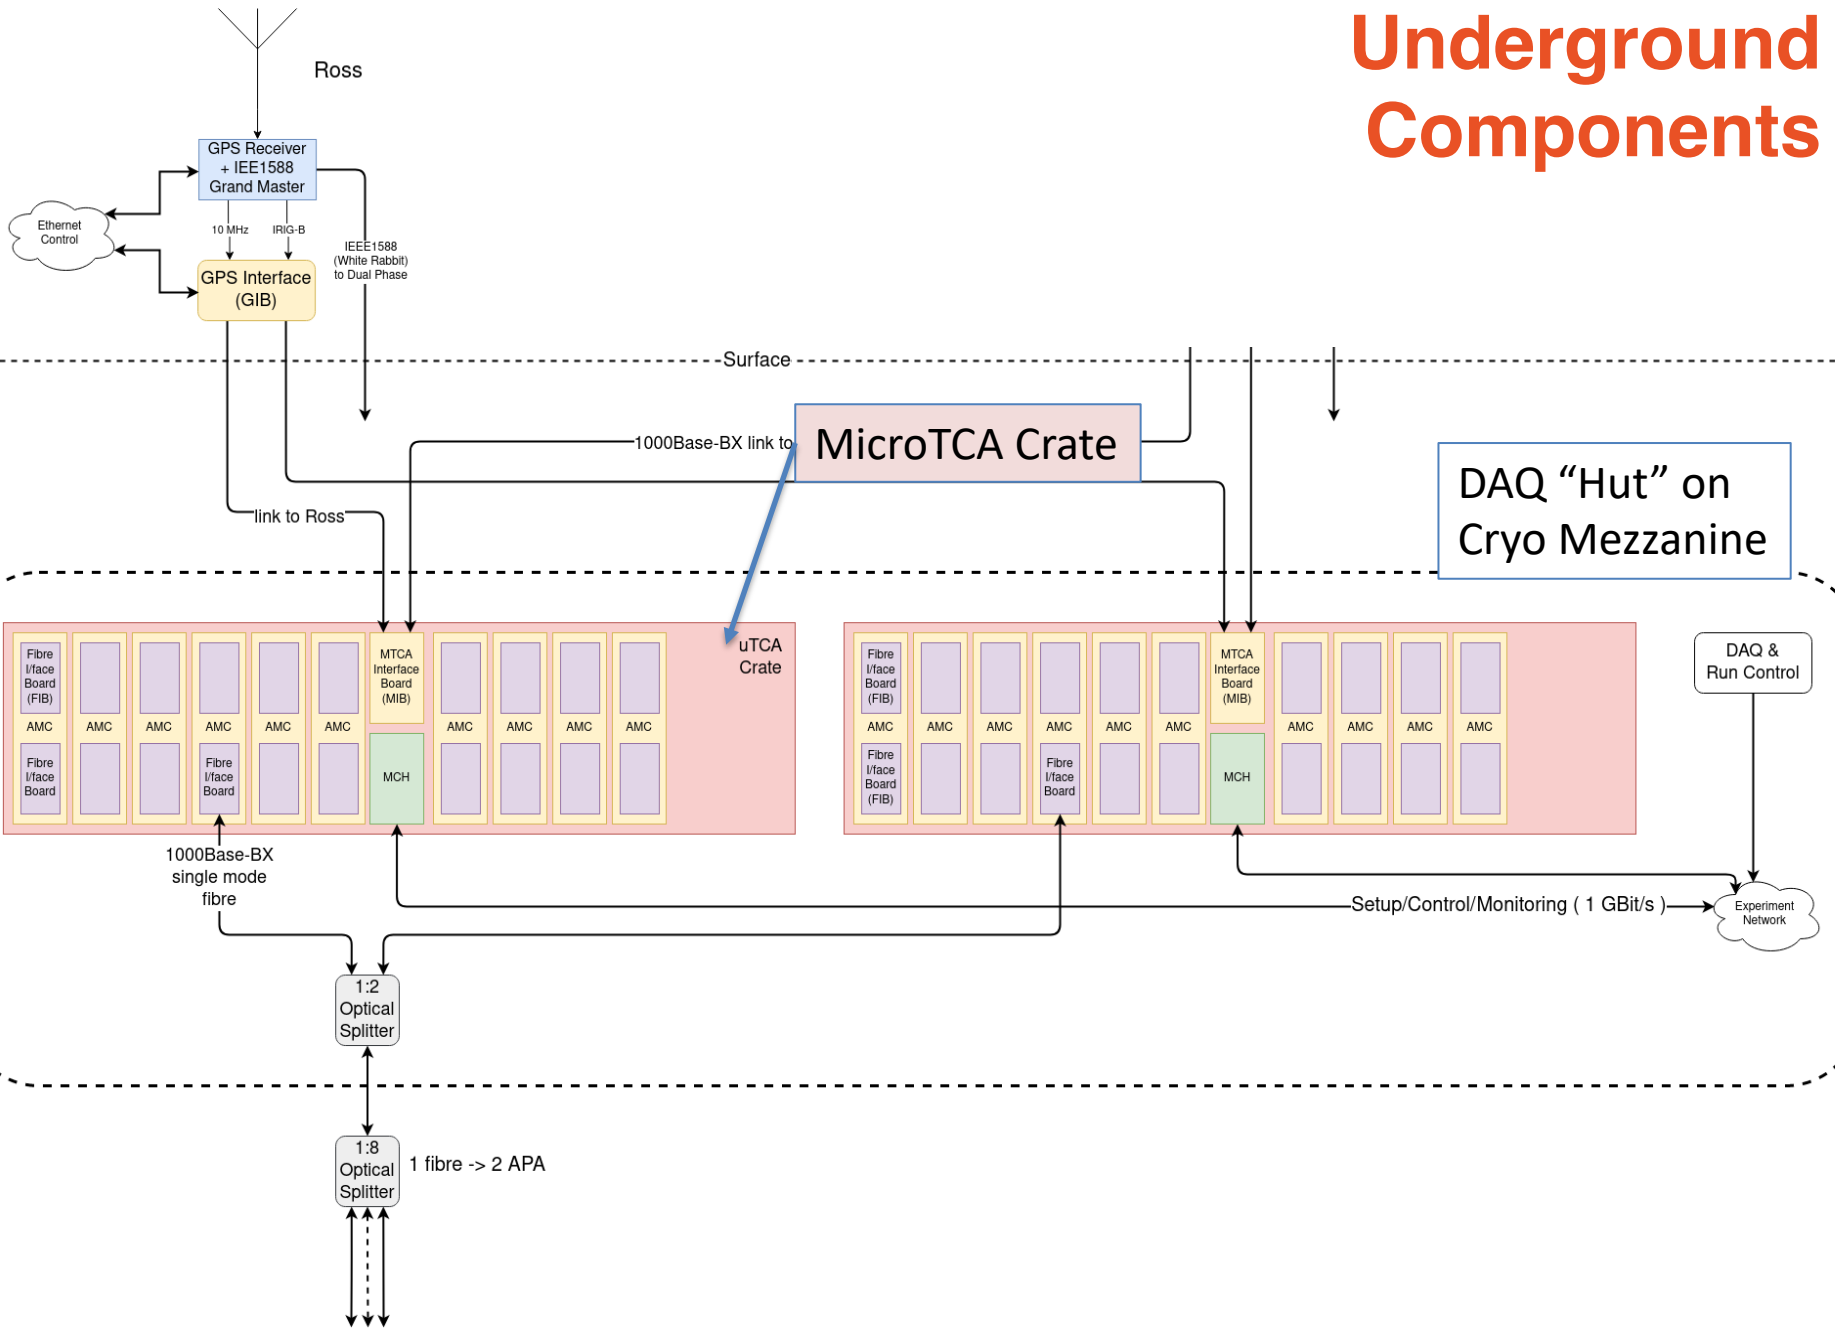 Underground
Components
Ross
GPS Receiver
+ IEE1588
Grand Master
Ethernet
Control
10 MHz
IRIG-B
IEEE1588
(White Rabbit)
to Dual Phase
GPS Interface
(GIB)
Surface
1000Base-BX link to
MicroTCA Crate
DAQ “Hut” on
Cryo Mezzanine
link to Ross
Fibre
I/face
Board
(FIB)
AMC
Fibre
I/face
Board
AMC
AMC
AMC
Fibre
I/face
Board
AMC
AMC
MTCA
Interface
Board
(MIB)
MCH
AMC
AMC
AMC
AMC
uTCA
Crate
Fibre
I/face
Board
(FIB)
AMC
Fibre
I/face
Board
(FIB)
AMC
AMC
AMC
Fibre
I/face
Board
AMC
AMC
MTCA
Interface
Board
(MIB)
MCH
AMC
AMC
AMC
AMC
DAQ &
Run Control
1000Base-BX
single mode
fibre
Setup/Control/Monitoring ( 1 GBit/s )
Experiment
Network
1:2
Optical
Splitter
1:8
Optical
Splitter
1 fibre -> 2 APA